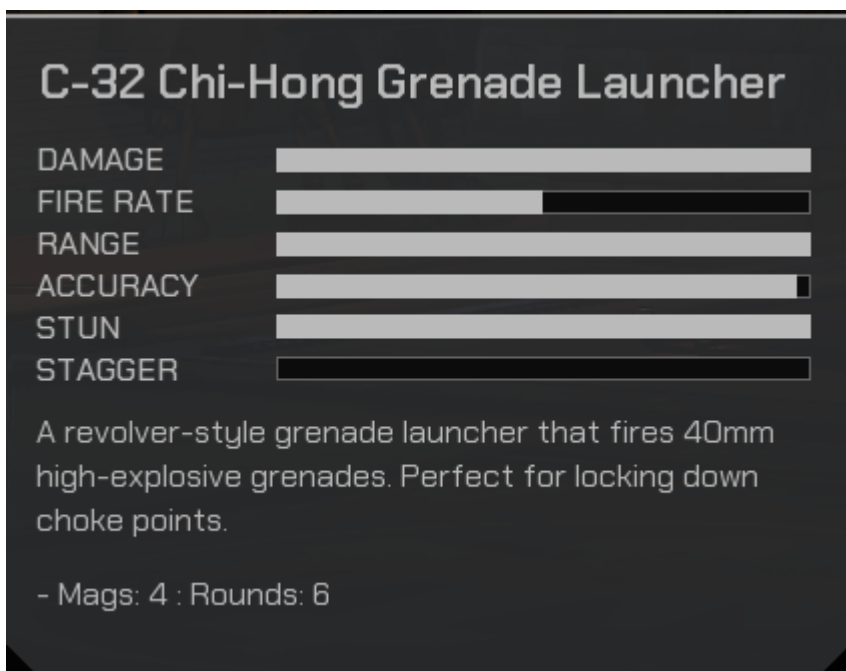 C-32 Chi-Hong Grenade Launcher
DAMAGE
FIRE RATE
RANGE
ACCURACY
STUN
STAGGER
A revolver-style grenade launcher that fires 40mm
high-explosive grenades. Perfect for locking down
choke points.
- Mags: 4 : Rounds: 6